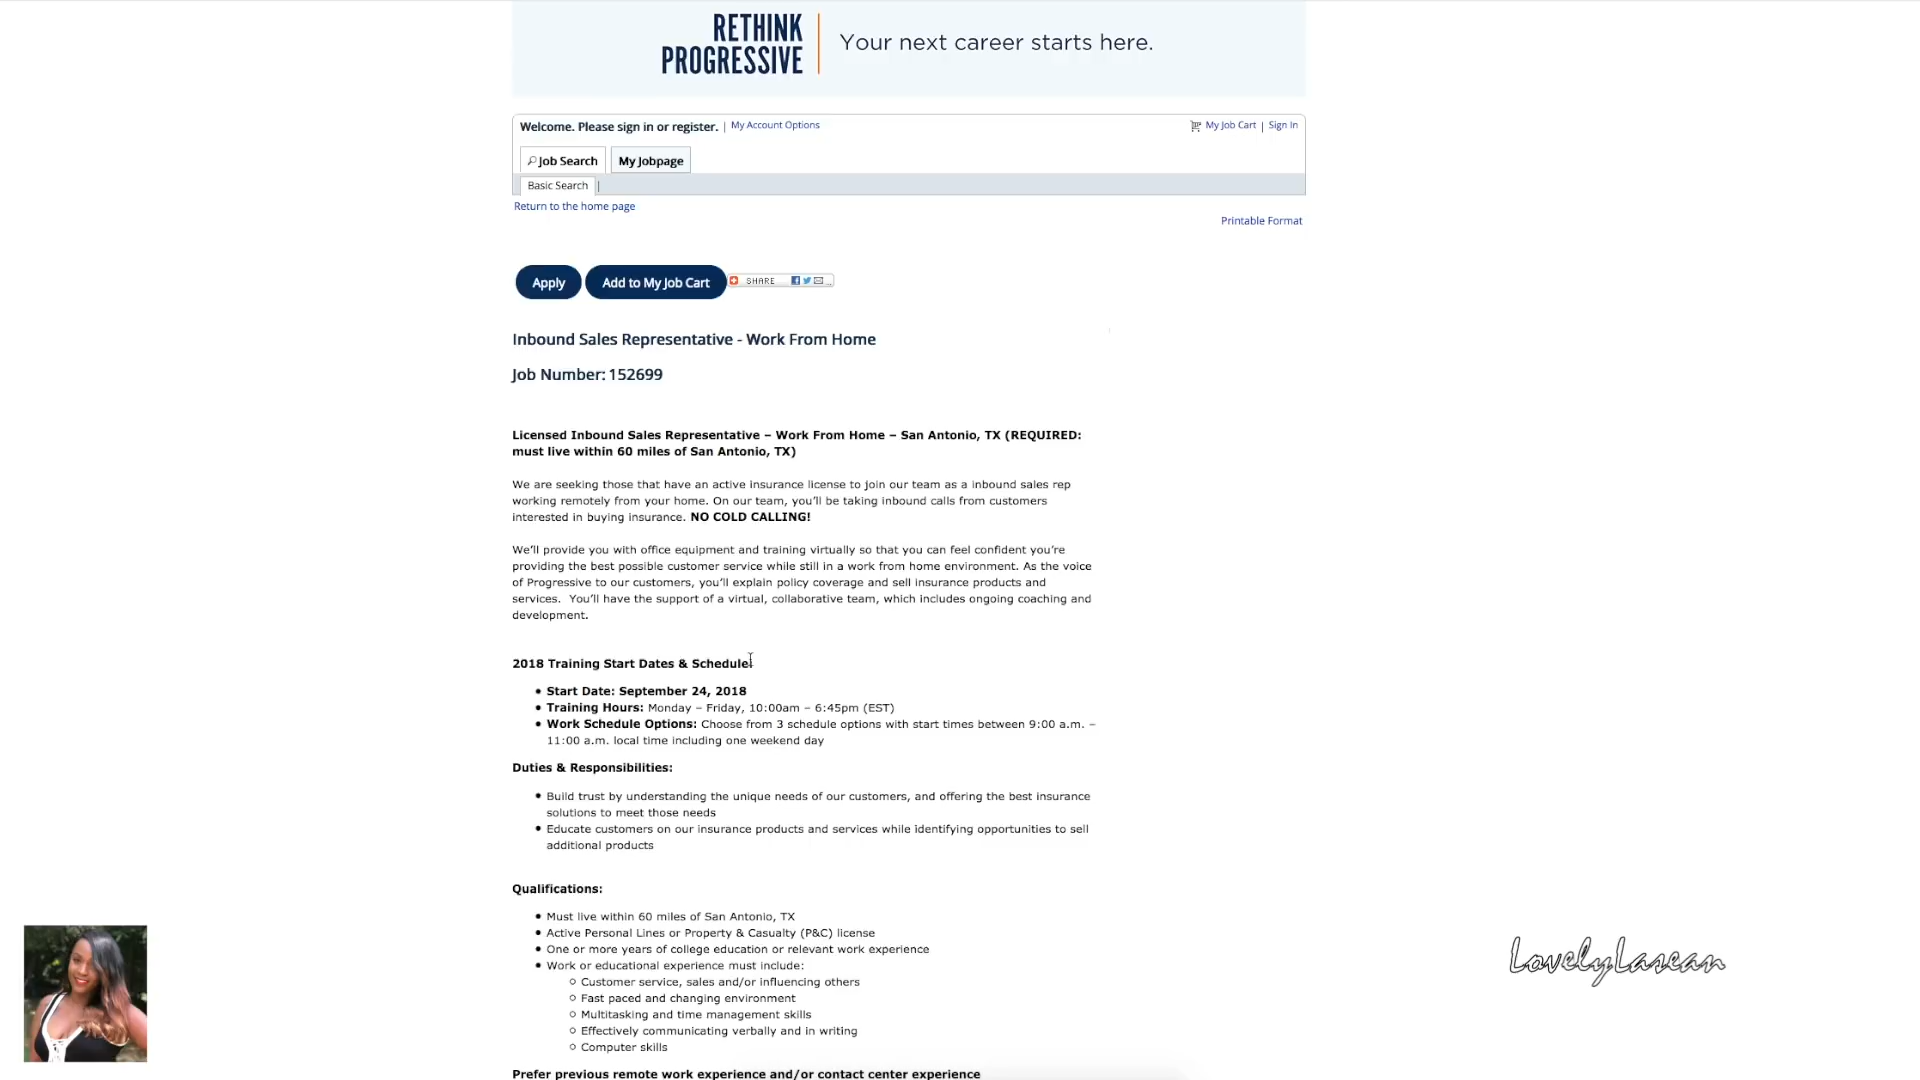 RETHINK
PROGRESSIVE
Your next career starts here.
Welcome. Please sign in or register. | My Account Options
My Job Cart | Sign In
Job Search
My Jobpage
Basic Search |
Return to the home page
Printable Format
Apply
Add to My Job Cart
SHARE
...
Inbound Sales Representative - Work From Home
Job Number: 152699
Licensed Inbound Sales Representative – Work From Home – San Antonio, TX (REQUIRED:
must live within 60 miles of San Antonio, TX)
We are seeking those that have an active insurance license to join our team as a inbound sales rep
working remotely from your home. On our team, you'll be taking inbound calls from customers
interested in buying insurance. NO COLD CALLING!
We'll provide you with office equipment and training virtually so that you can feel confident you're
providing the best possible customer service while still in a work from home environment. As the voice
of Progressive to our customers, you'll explain policy coverage and sell insurance products and
services.  You'll have the support of a virtual, collaborative team, which includes ongoing coaching and
development.
2018 Training Start Dates & Schedule:
• Start Date: September 24, 2018
• Training Hours: Monday – Friday, 10:00am – 6:45pm (EST)
• Work Schedule Options: Choose from 3 schedule options with start times between 9:00 a.m. –
11:00 a.m. local time including one weekend day
Duties & Responsibilities:
• Build trust by understanding the unique needs of our customers, and offering the best insurance
solutions to meet those needs
• Educate customers on our insurance products and services while identifying opportunities to sell
additional products
Qualifications:
• Must live within 60 miles of San Antonio, TX
• Active Personal Lines or Property & Casualty (P&C) license
• One or more years of college education or relevant work experience
• Work or educational experience must include:
○ Customer service, sales and/or influencing others
○ Fast paced and changing environment
○ Multitasking and time management skills
○ Effectively communicating verbally and in writing
○ Computer skills
Prefer previous remote work experience and/or contact center experience
LovelyLasean